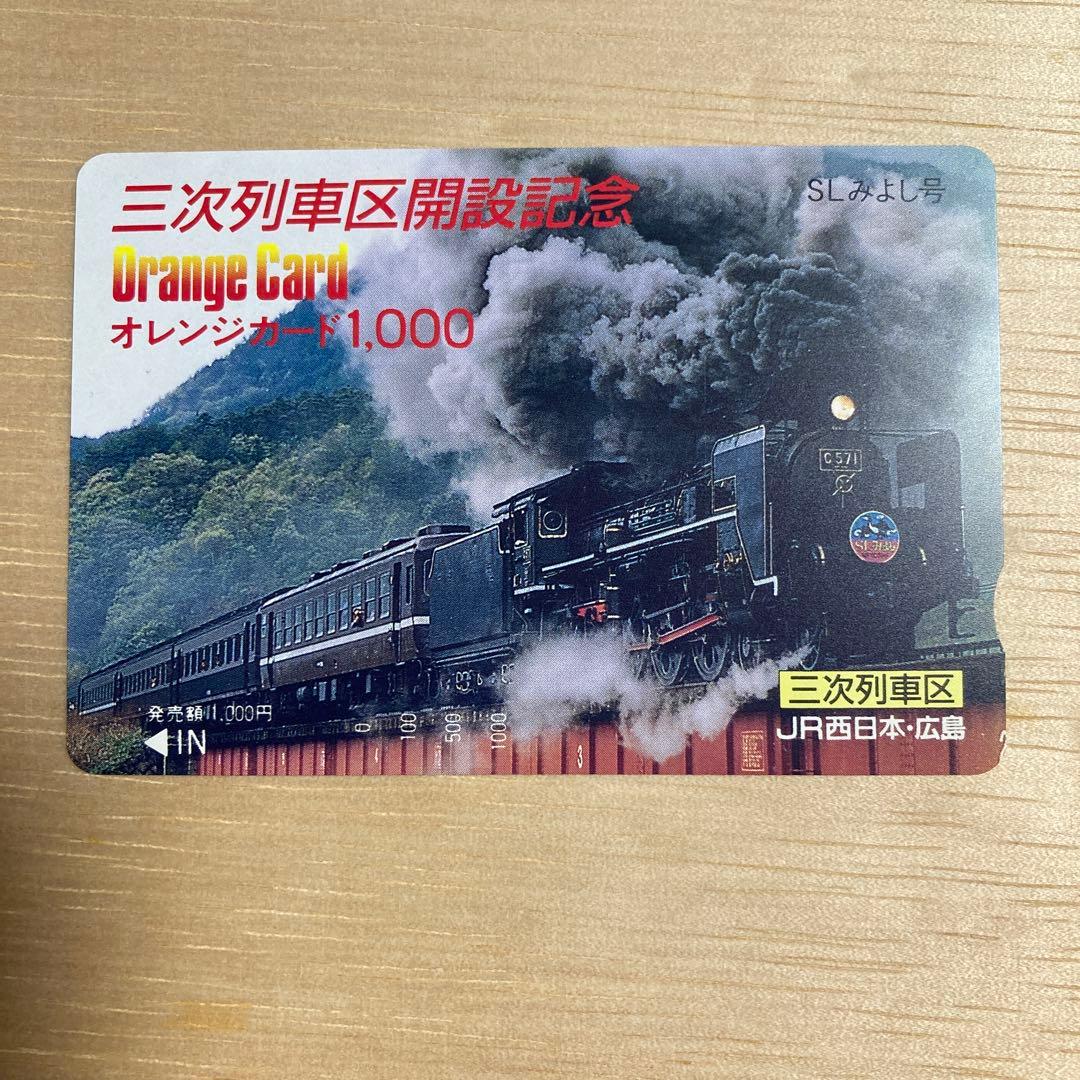 三次列車区開設記念
SLみよし号
Orange Card
オレンジカード1,000
C571
発売額 1,000円
◀IN
0 100 500 1000
三次列車区
JR西日本・広島